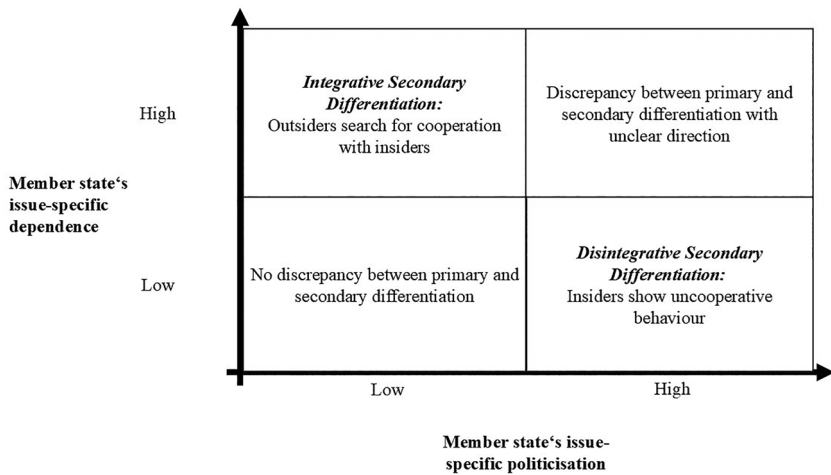 High
Integrative Secondary
Differentiation:
Outsiders search for cooperation
with insiders
Discrepancy between primary and
secondary differentiation with
unclear direction
Member state‘s
issue-specific
dependence
Low
No discrepancy between primary and
secondary differentiation
Disintegrative Secondary
Differentiation:
Insiders show uncooperative
behaviour
Low
High
Member state‘s issue-
specific politicisation